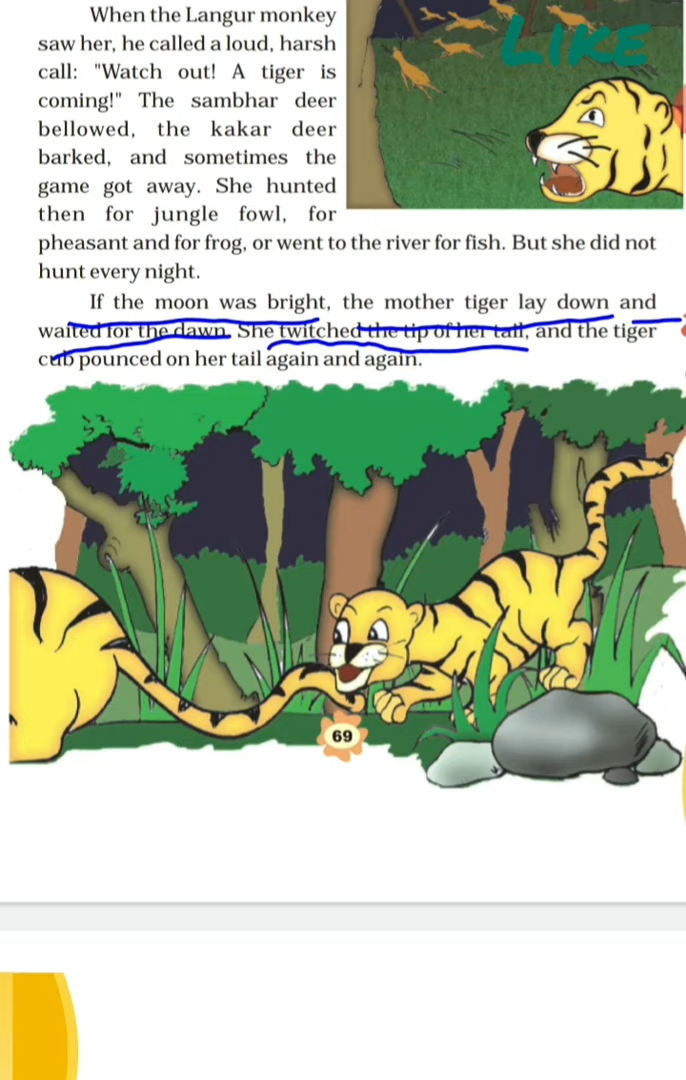 When the Langur monkey
saw her, he called a loud, harsh
call: "Watch out! A tiger is
coming!" The sambhar deer
bellowed, the kakar deer
barked, and sometimes the
game got away. She hunted
then for jungle fowl, for
pheasant and for frog, or went to the river for fish. But she did not
hunt every night.
If the moon was bright, the mother tiger lay down and
waited for the dawn. She twitched the tip of her tail, and the tiger
cub pounced on her tail again and again.
LIKE
69